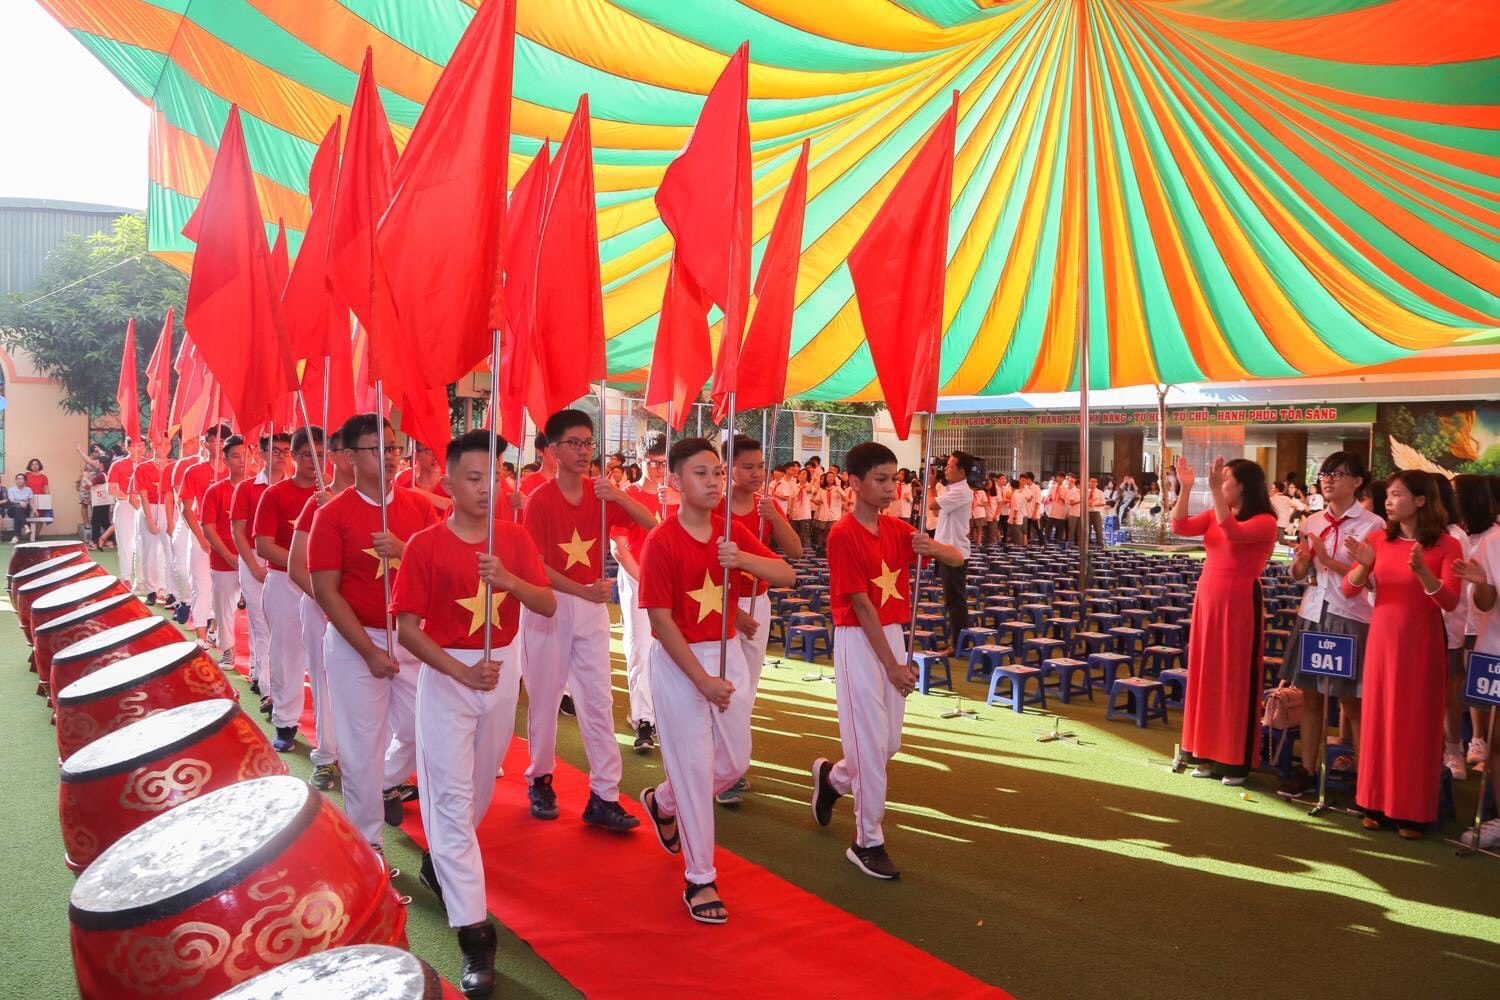 TRẢI NGHIỆM SÁNG TẠO - THÀNH THẠO KỸ NĂNG - TỰ HỌC, TỰ CHỦ - HẠNH PHÚC TỎA SÁNG
LỚP
9A1
LỚ
9A